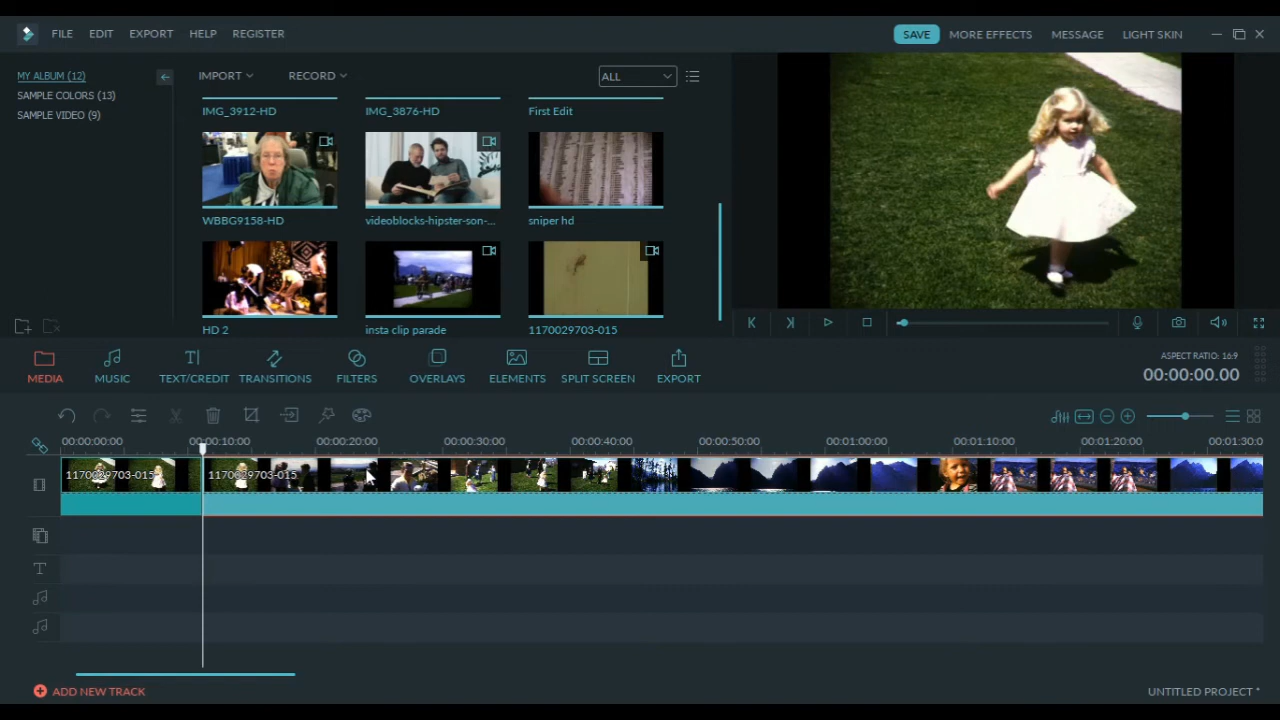 FILE EDIT EXPORT HELP REGISTER SAVE MORE EFFECTS MESSAGE LIGHT SKIN
MY ALBUM (12) IMPORT RECORD ALL
SAMPLE COLORS (13)
SAMPLE VIDEO (9)
IMG_3912-HD IMG_3876-HD First Edit
WBBG9158-HD videoblocks-hipster-son-... sniper hd
HD 2 insta clip parade 1170029703-015
MEDIA MUSIC TEXT/CREDIT TRANSITIONS FILTERS OVERLAYS ELEMENTS SPLIT SCREEN EXPORT
ASPECT RATIO: 16:9
00:00:00.00
00:00:00:00 00:00:10:00 00:00:20:00 00:00:30:00 00:00:40:00 00:00:50:00 00:01:00:00 00:01:10:00 00:01:20:00 00:01:30:0
1170029703-015 1170029703-015
T
ADD NEW TRACK UNTITLED PROJECT *